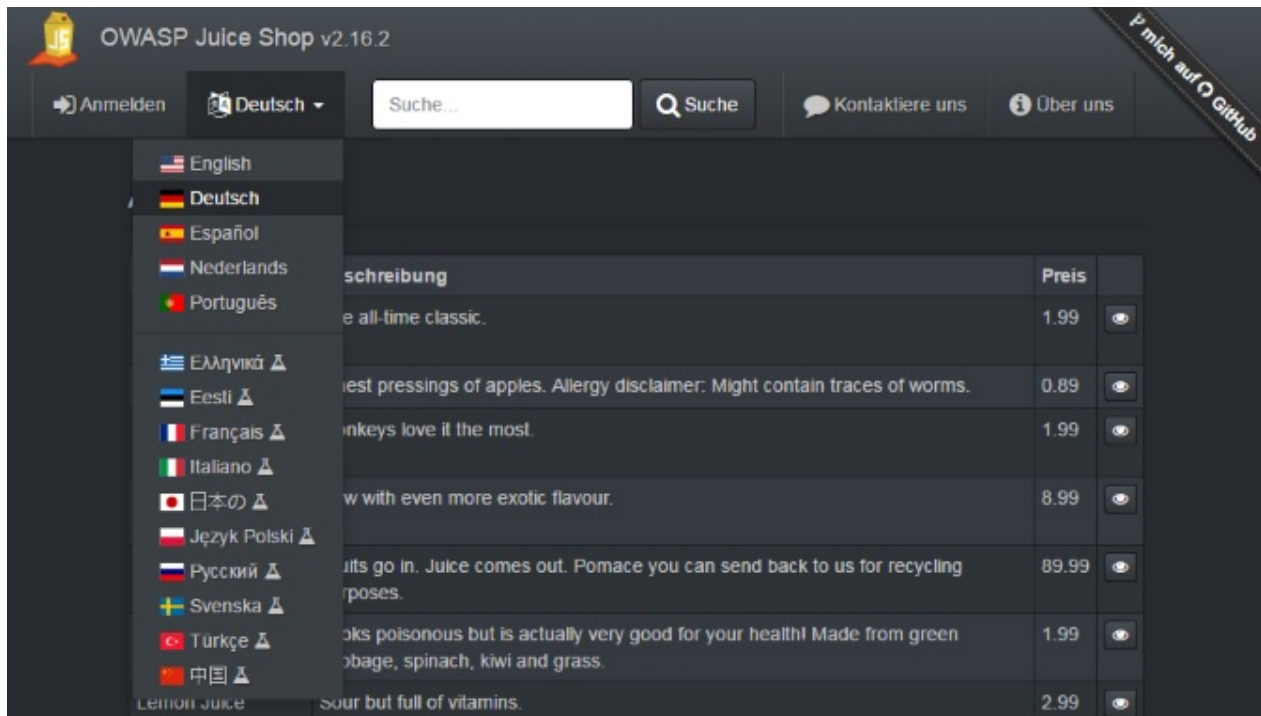 OWASP Juice Shop v2.16.2
mich auf GitHub
Anmelden Deutsch Suche... Suche Kontaktiere uns Über uns
English
Deutsch
Español
Nederlands
schreibung Preis
Português
e all-time classic. 1.99
Ελληνικά
nest pressings of apples. Allergy disclaimer: Might contain traces of worms. 0.89
Eesti
Français
nkeys love it the most. 1.99
Italiano
日本の
w with even more exotic flavour. 8.99
Język Polski
Русский
uits go in. Juice comes out. Pomace you can send back to us for recycling 89.99
rposes.
Svenska
oks poisonous but is actually very good for your health! Made from green 1.99
Türkçe
bbage, spinach, kiwi and grass.
中国
Lemon Juice Sour but full of vitamins. 2.99